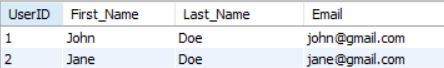 UserID First_Name Last_Name Email
1 John Doe john@gmail.com
2 Jane Doe jane@gmail.com